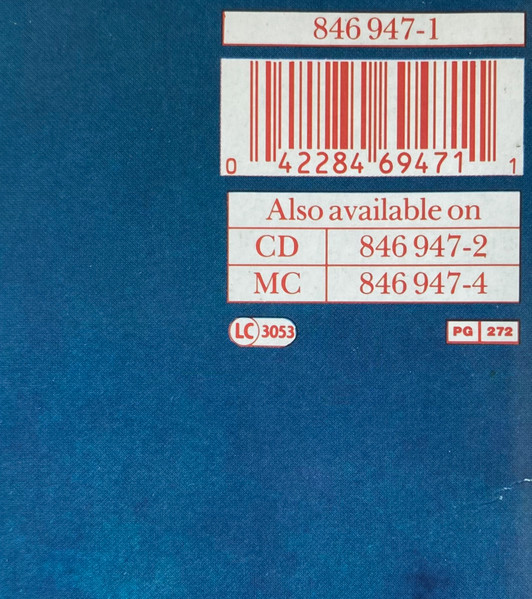 846 947-1
0 42284 69471 1
Also available on
CD 846 947-2
MC 846 947-4
LC 3053 PG 272